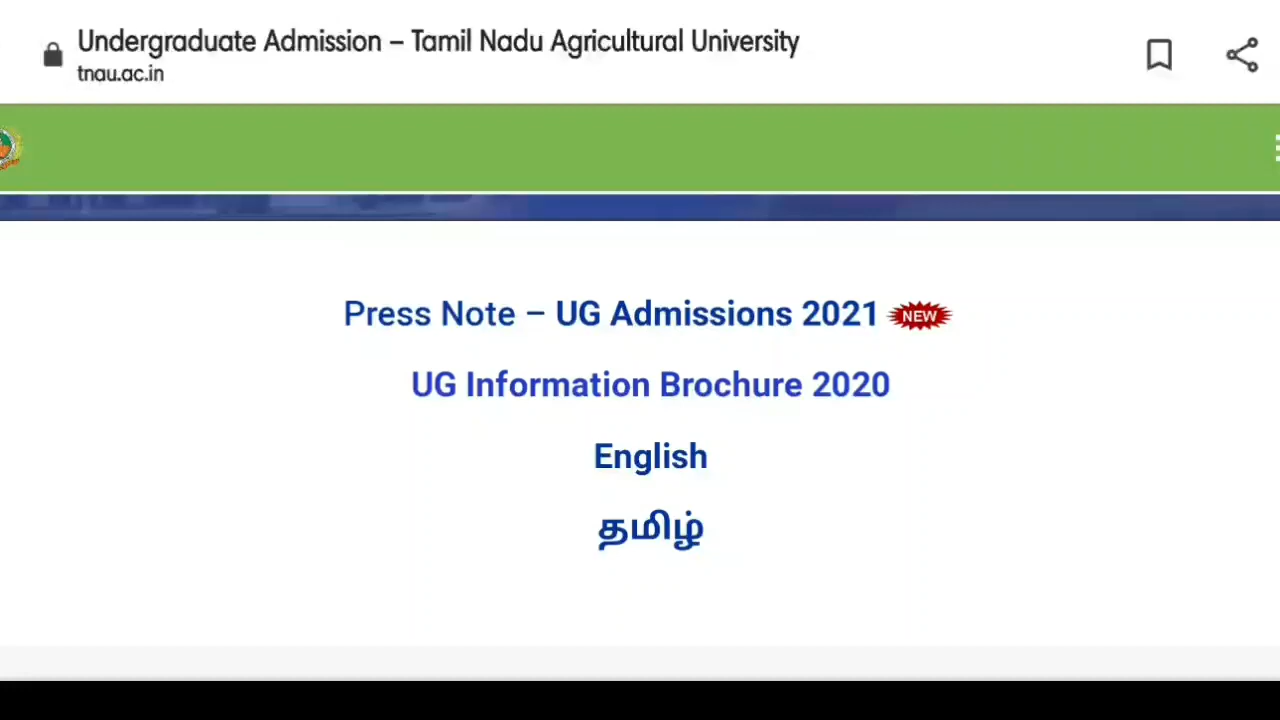 Undergraduate Admission – Tamil Nadu Agricultural University
tnau.ac.in
Press Note – UG Admissions 2021 NEW
UG Information Brochure 2020
English
தமிழ்